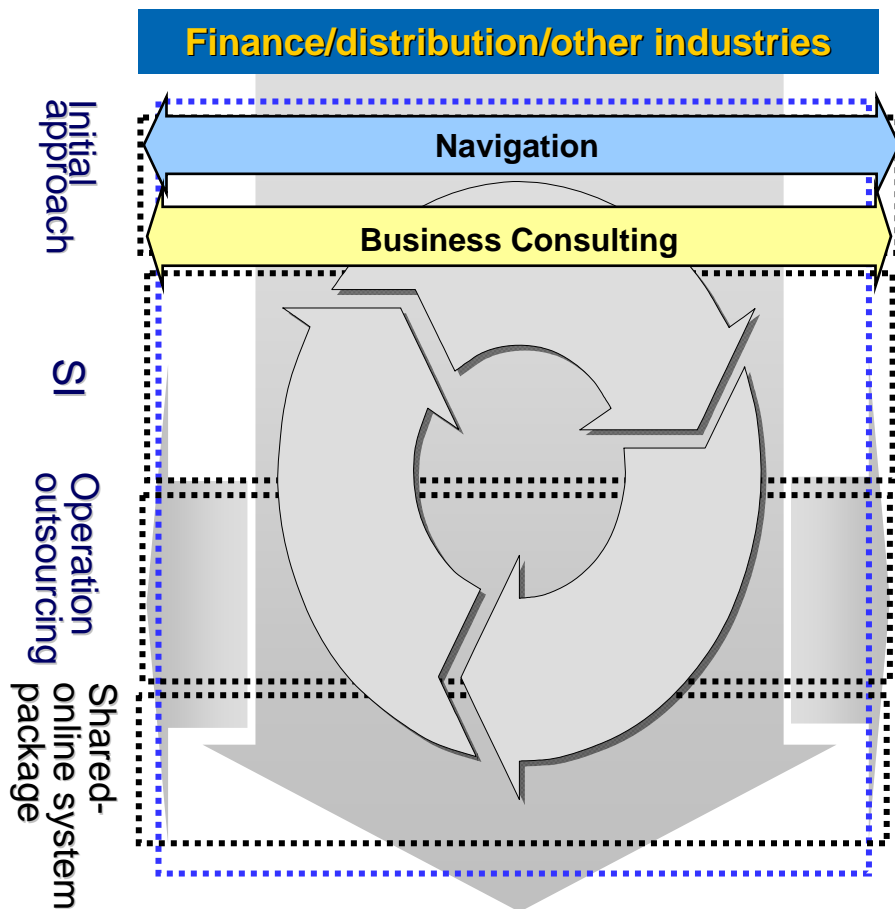 Finance/distribution/other industries
Initial
approach
Navigation
Business Consulting
SI
Operation
outsourcing
Shared-
online system
package